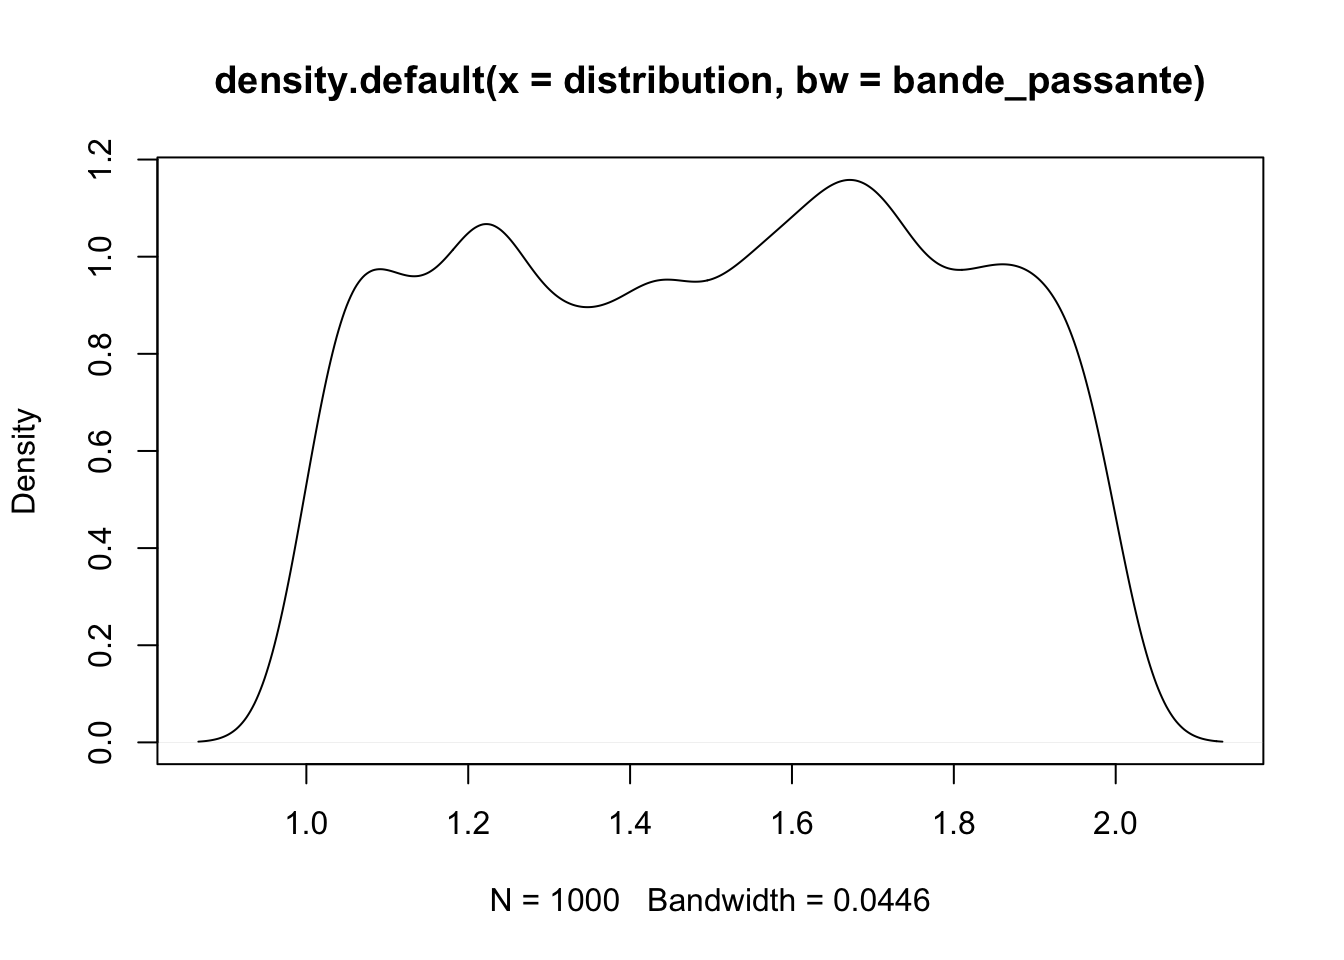 density.default(x = distribution, bw = bande_passante)
Density
1.2
1.0
0.8
0.6
0.4
0.2
0.0
1.0 1.2 1.4 1.6 1.8 2.0
N = 1000 Bandwidth = 0.0446